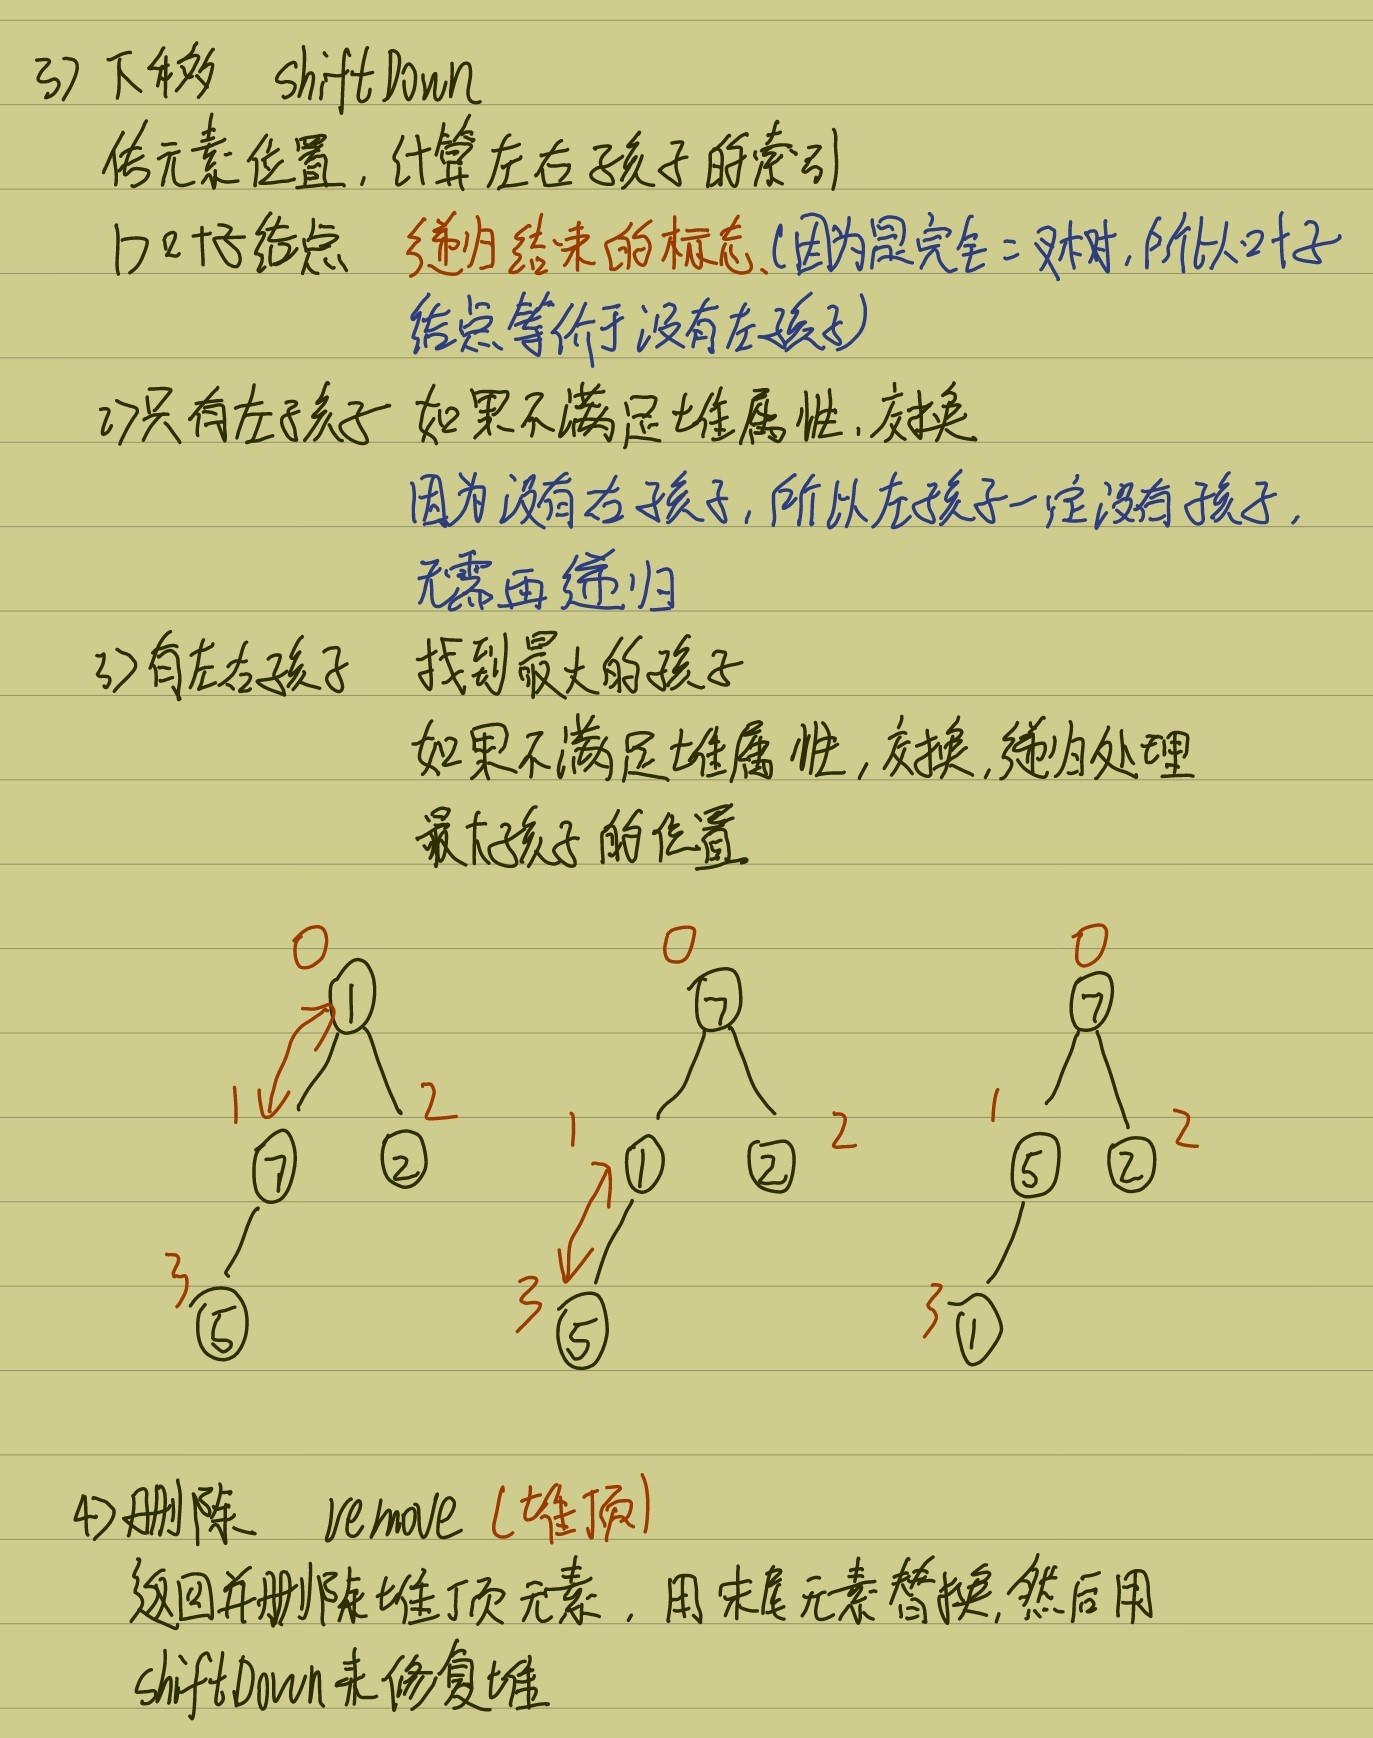 3) 下移 shiftDown
传元素位置，计算左右孩子的索引
1) 叶子结点 递归结束的标志、(因为是完全二叉树，所以叶子
结点等价于没有左孩子)
2) 只有左孩子 如果不满足堆属性，交换
因为没有右孩子，所以左孩子一定没有孩子，
无需再递归
3) 有左右孩子 找到最大的孩子
如果不满足堆属性，交换，递归处理
最大孩子的位置
0 0 0
1 7 7
1 2 1 2 1 2
7 2 1 2 5 2
3 3 3
5 5 1
4) 删除 remove (堆顶)
返回并删除堆顶元素，用末尾元素替换，然后用
shiftDown来修复堆